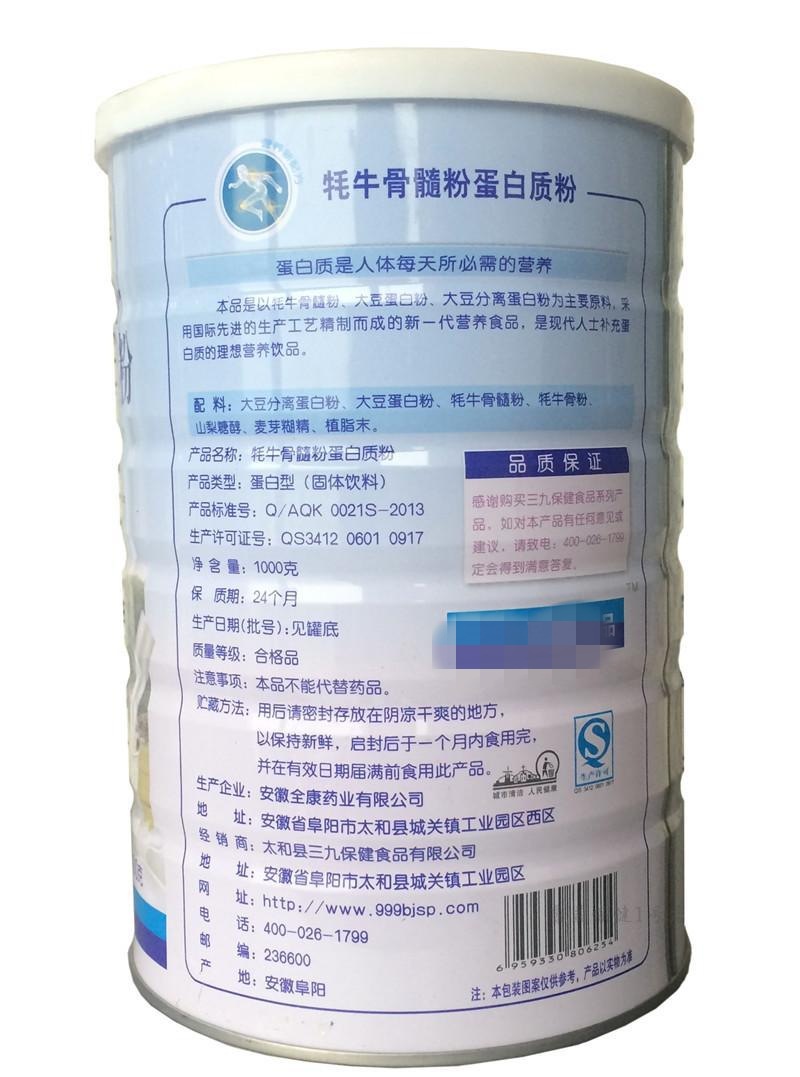 牦牛骨髓粉蛋白质粉
蛋白质是人体每天所必需的营养
本品是以牦牛骨髓粉、大豆蛋白粉、大豆分离蛋白粉为主要原料,采
用国际先进的生产工艺精制而成的新一代营养食品,是现代人士补充蛋
白质的理想营养饮品。
配 料:大豆分离蛋白粉、大豆蛋白粉、牦牛骨髓粉、牦牛骨粉、
山梨糖醇、麦芽糊精、植脂末。
产品名称:牦牛骨髓粉蛋白质粉
产品类型:蛋白型(固体饮料)
产品标准号:Q/AQK 0021S-2013
生产许可证号:QS3412 0601 0917
净 含 量:1000克
保 质期:24个月
生产日期(批号):见罐底
质量等级:合格品
注意事项:本品不能代替药品。
贮藏方法:用后请密封存放在阴凉干爽的地方,
以保持新鲜,启封后于一个月内食用完,
并在有效日期届满前食用此产品。
品质保证
感谢购买三九保健食品系列产
品。如对本产品有任何意见或
建议,请致电:400-026-1799
定会得到满意答复。
TM
品
城市清洁 人民健康
生产许可
QS 3412 0601 0917
生产企业:安徽全康药业有限公司
地 址:安徽省阜阳市太和县城关镇工业园区西区
经 销 商:太和县三九保健食品有限公司
地 址:安徽省阜阳市太和县城关镇工业园区
网 址:http://www.999bjsp.com
电 话:400-026-1799
邮 编:236600
产 地:安徽阜阳
6 959330 806254
注:本包装图案仅供参考,产品以实物为准
粉
克